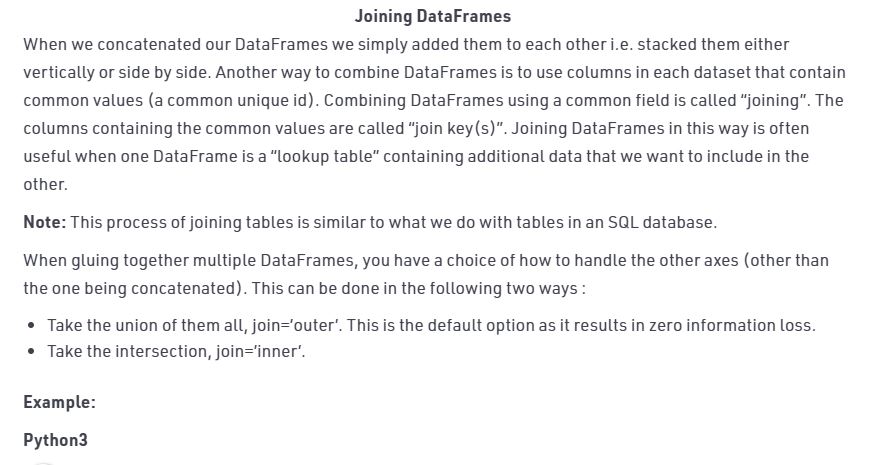 Joining DataFrames
When we concatenated our DataFrames we simply added them to each other i.e. stacked them either
vertically or side by side. Another way to combine DataFrames is to use columns in each dataset that contain
common values (a common unique id). Combining DataFrames using a common field is called “joining”. The
columns containing the common values are called “join key(s)”. Joining DataFrames in this way is often
useful when one DataFrame is a “lookup table” containing additional data that we want to include in the
other.
Note: This process of joining tables is similar to what we do with tables in an SQL database.
When gluing together multiple DataFrames, you have a choice of how to handle the other axes (other than
the one being concatenated). This can be done in the following two ways :
• Take the union of them all, join=’outer’. This is the default option as it results in zero information loss.
• Take the intersection, join=’inner’.
Example:
Python3